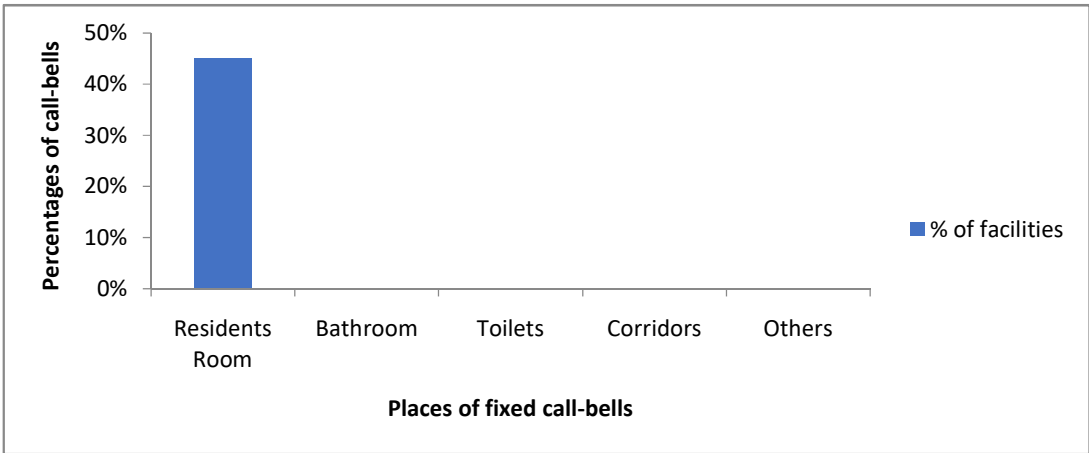 Percentages of call-bells
50%
40%
30%
20%
10%
0%
Residents
Room
Bathroom
Toilets
Corridors
Others
Places of fixed call-bells
% of facilities